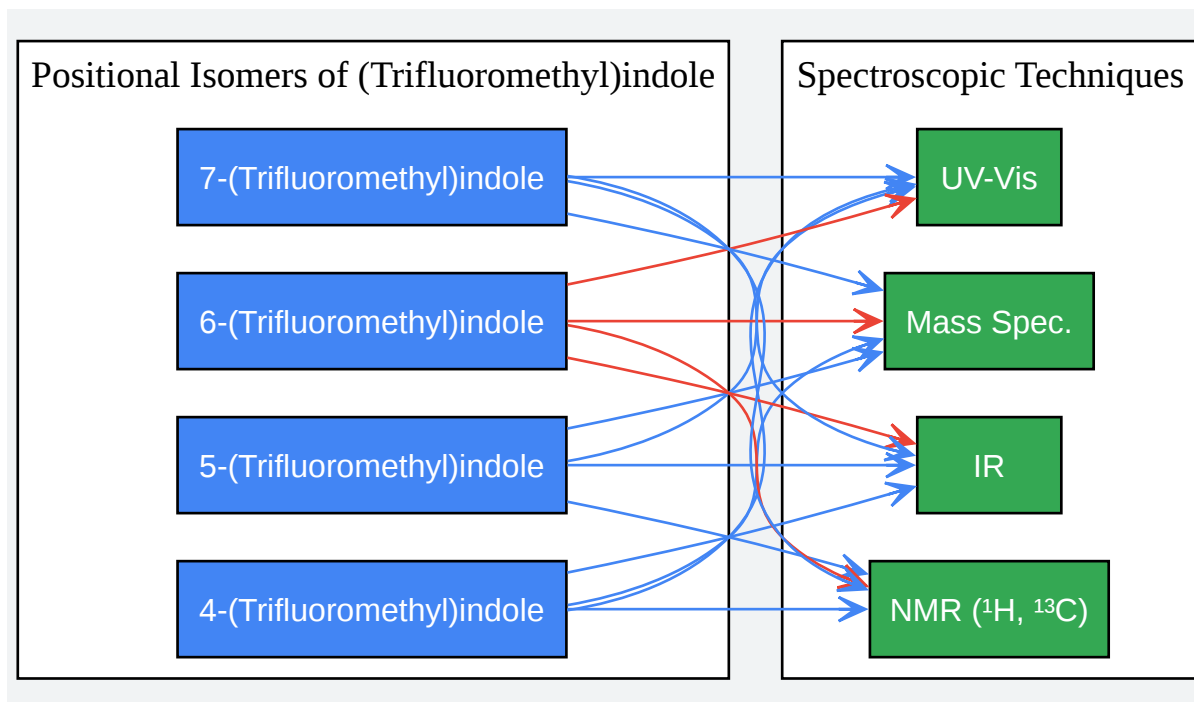 Positional Isomers of (Trifluoromethyl)indole
7-(Trifluoromethyl)indole
6-(Trifluoromethyl)indole
5-(Trifluoromethyl)indole
4-(Trifluoromethyl)indole
Spectroscopic Techniques
UV-Vis
Mass Spec.
IR
NMR (¹H, ¹³C)